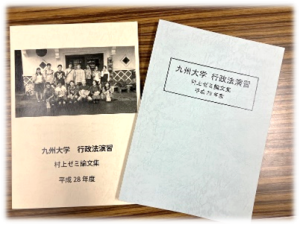 九州大学 行政法演習
村上ゼミ論文集
平成28年度
九州大学 行政法演習
村上ゼミ論文集
平成28年度